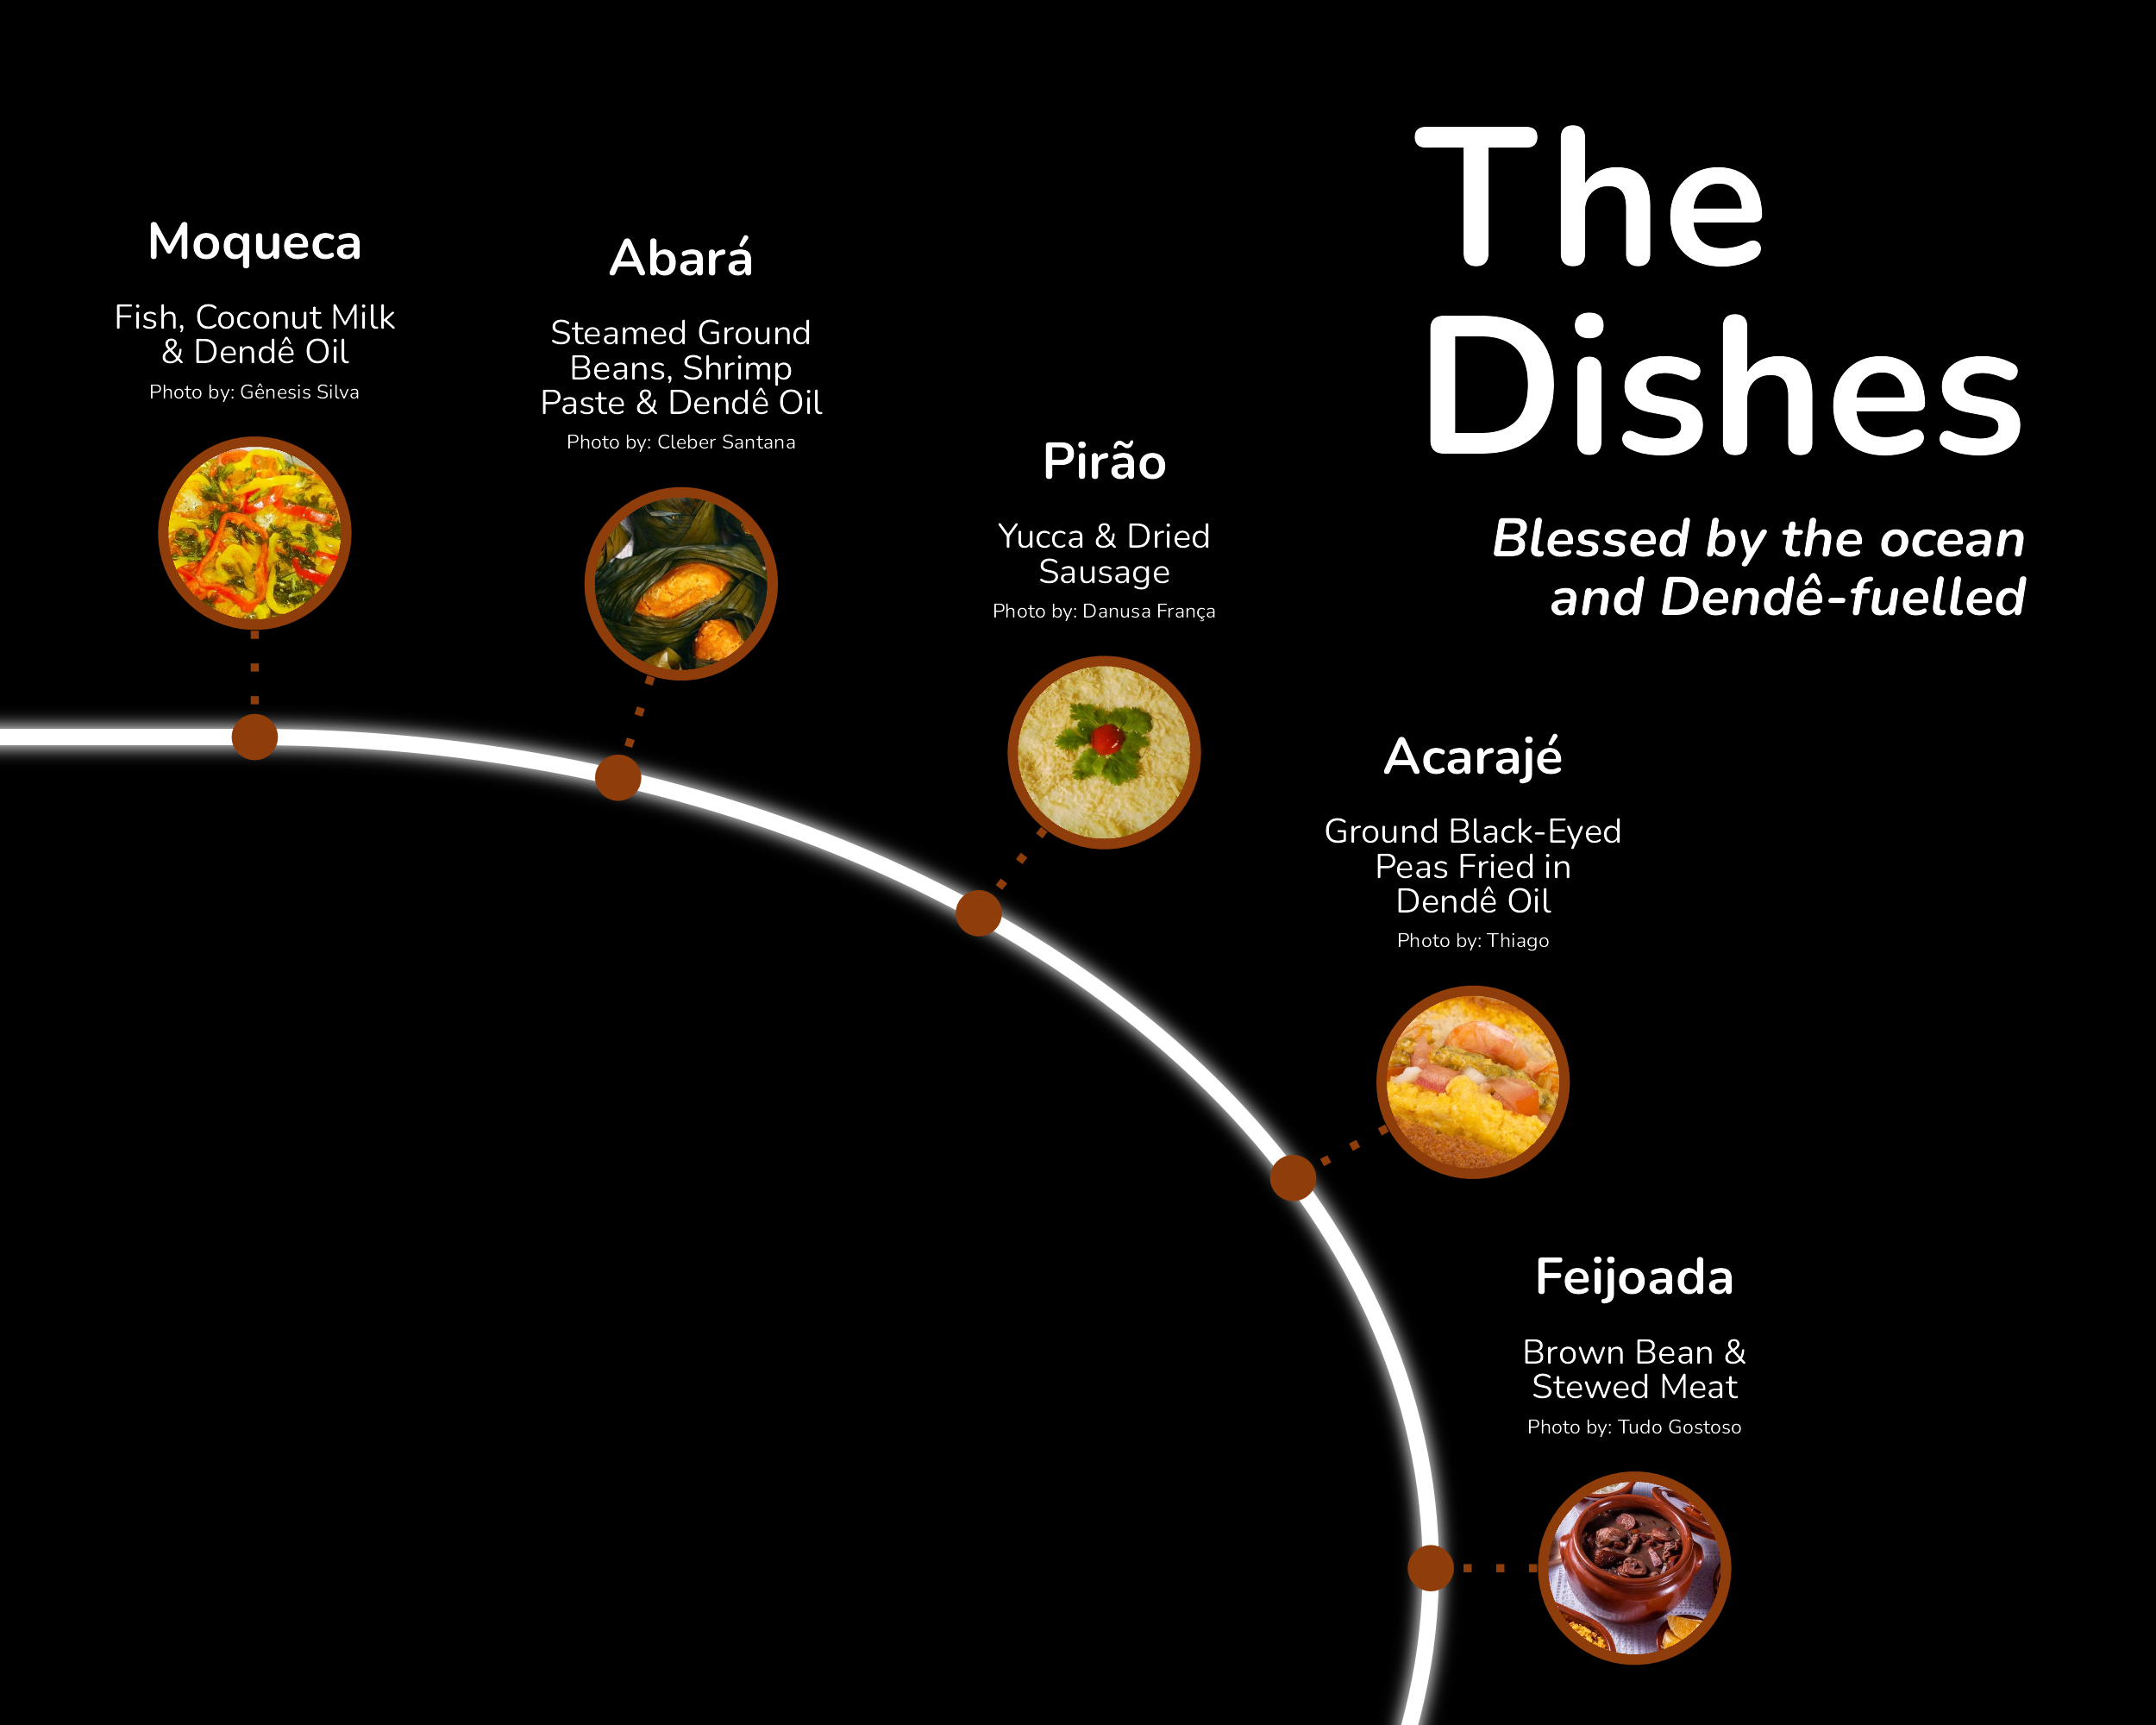 The
Dishes
Blessed by the ocean
and Dendê-fuelled
Moqueca
Fish, Coconut Milk
& Dendê Oil
Photo by: Gênesis Silva
Abará
Steamed Ground
Beans, Shrimp
Paste & Dendê Oil
Photo by: Cleber Santana
Pirão
Yucca & Dried
Sausage
Photo by: Danusa França
Acarajé
Ground Black-Eyed
Peas Fried in
Dendê Oil
Photo by: Thiago
Feijoada
Brown Bean &
Stewed Meat
Photo by: Tudo Gostoso